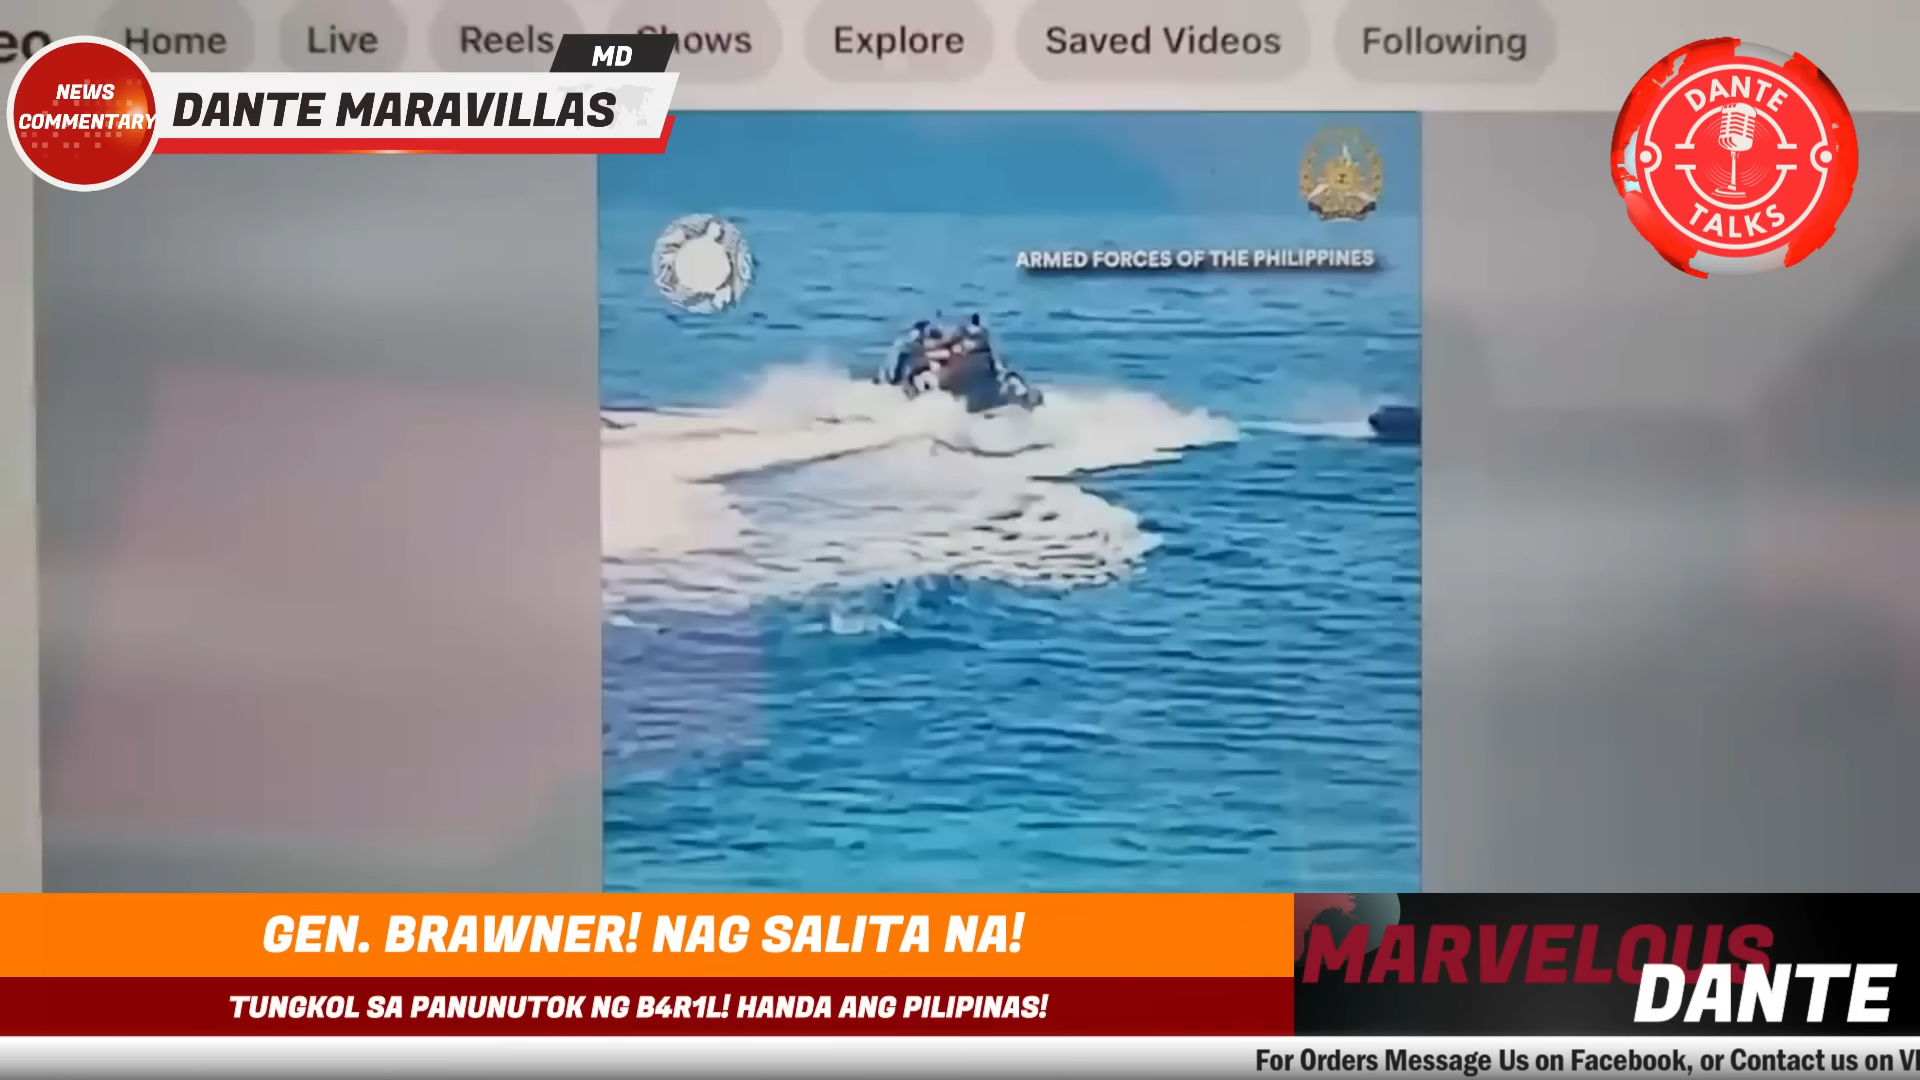 Home Live Reels Shows Explore Saved Videos Following
MD
NEWS
COMMENTARY
DANTE MARAVILLAS
DANTE
TALKS
ARMED FORCES OF THE PHILIPPINES
GEN. BRAWNER! NAG SALITA NA!
TUNGKOL SA PANUNUTOK NG B4R1L! HANDA ANG PILIPINAS!
MARVELOUS
DANTE
For Orders Message Us on Facebook, or Contact us on